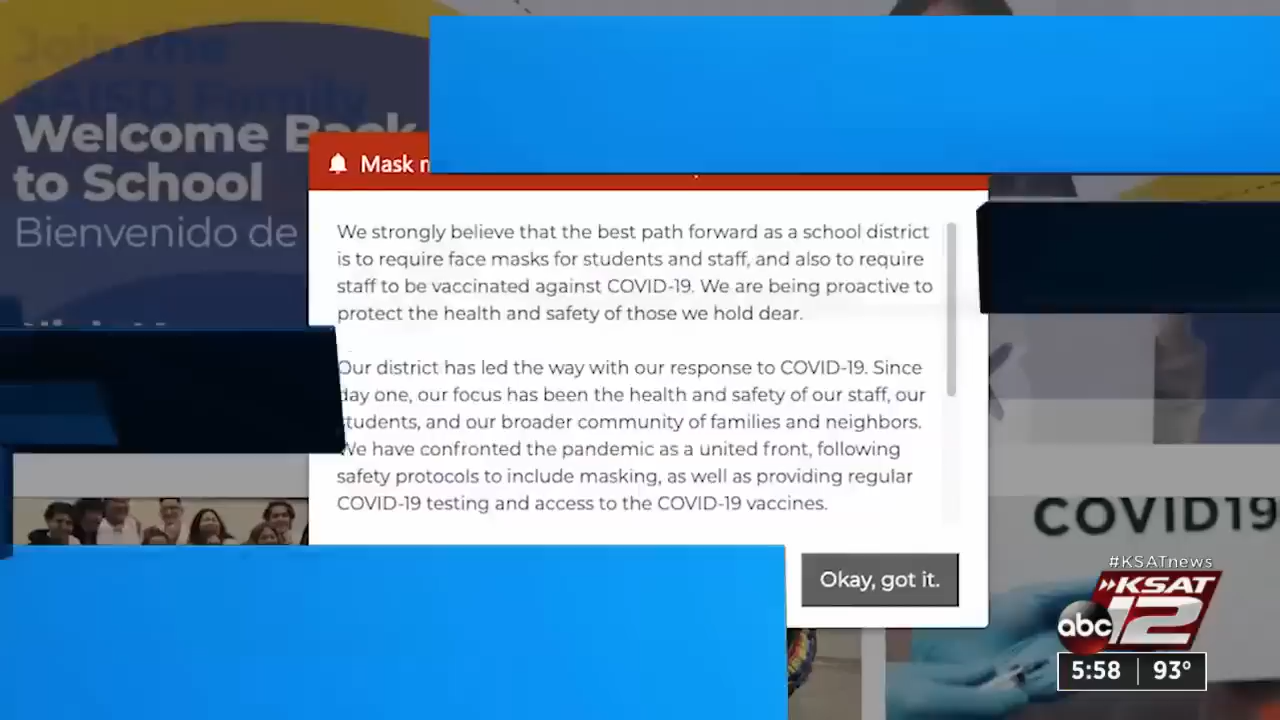 Join the
SAISD Family
Welcome Back
to School
Bienvenido de
Mask
We strongly believe that the best path forward as a school district
is to require face masks for students and staff, and also to require
staff to be vaccinated against COVID-19. We are being proactive to
protect the health and safety of those we hold dear.
Our district has led the way with our response to COVID-19. Since
day one, our focus has been the health and safety of our staff, our
students, and our broader community of families and neighbors.
We have confronted the pandemic as a united front, following
safety protocols to include masking, as well as providing regular
COVID-19 testing and access to the COVID-19 vaccines.
Okay, got it.
COVID19
#KSATnews
KSAT
abc 12
5:58 93°